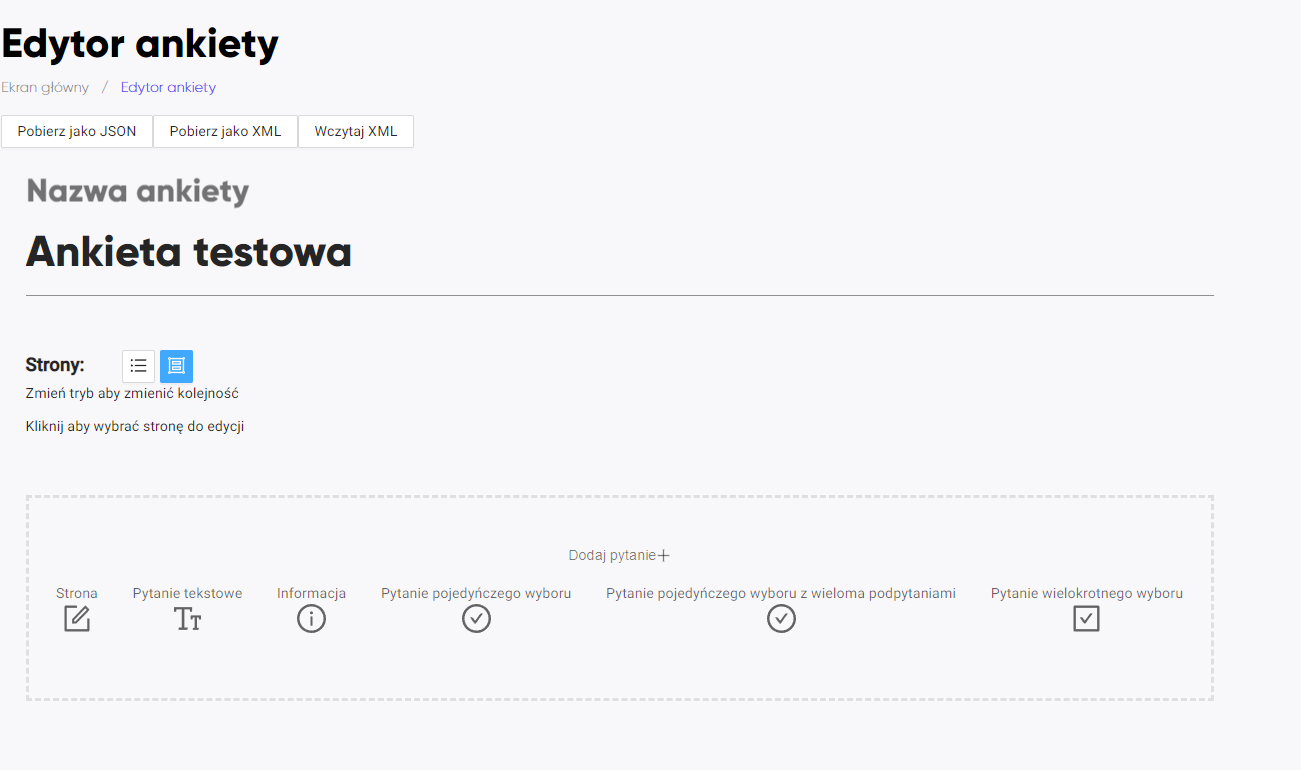 Edytor ankiety
Ekran główny / Edytor ankiety
Pobierz jako JSON Pobierz jako XML Wczytaj XML
Nazwa ankiety
Ankieta testowa
Strony:
Zmień tryb aby zmienić kolejność
Kliknij aby wybrać stronę do edycji
Dodaj pytanie+
Strona Pytanie tekstowe Informacja Pytanie pojedyńczego wyboru Pytanie pojedyńczego wyboru z wieloma podpytaniami Pytanie wielokrotnego wyboru